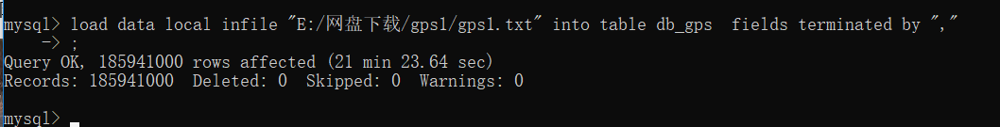 mysql> load data local infile "E:/网盘下载/gps1/gps1.txt" into table db_gps  fields terminated by ","
    -> ;
Query OK, 185941000 rows affected (21 min 23.64 sec)
Records: 185941000  Deleted: 0  Skipped: 0  Warnings: 0
mysql>